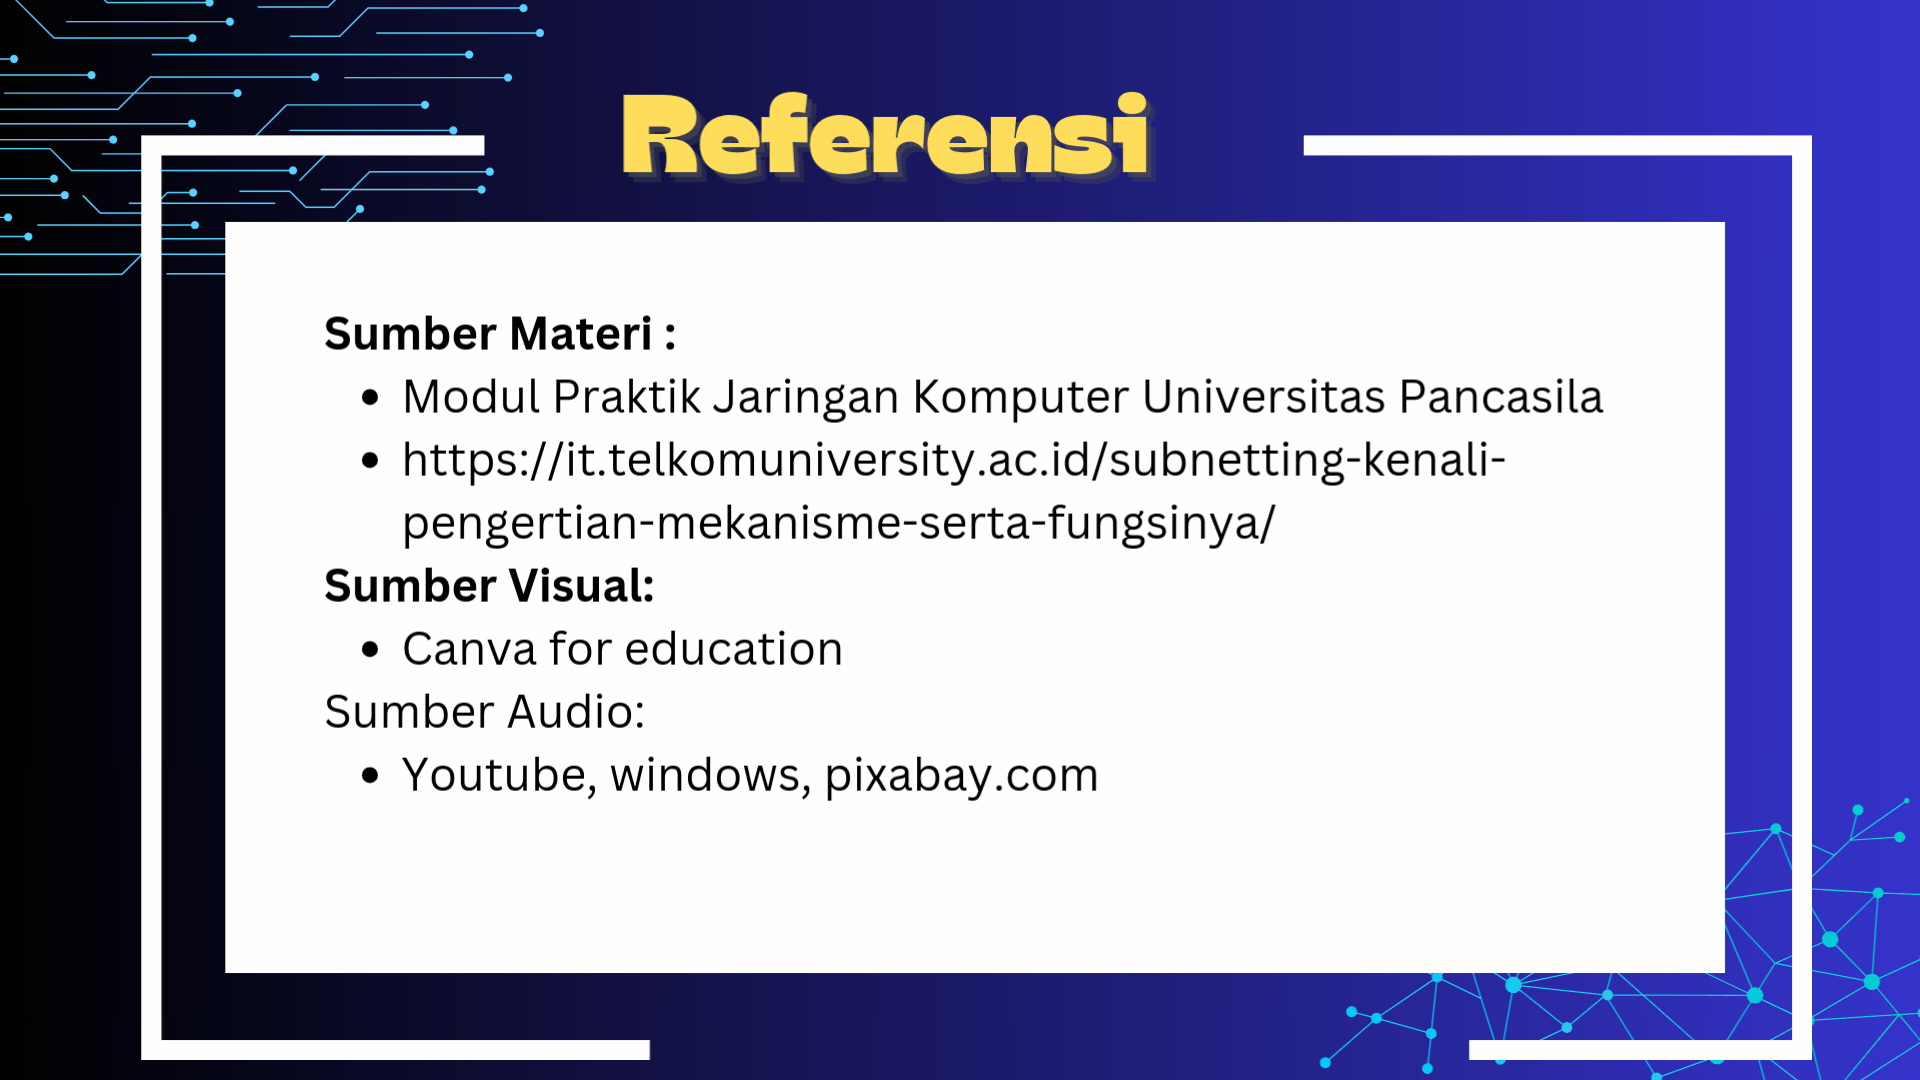 Referensi
Sumber Materi :
• Modul Praktik Jaringan Komputer Universitas Pancasila
• https://it.telkomuniversity.ac.id/subnetting-kenali-
pengertian-mekanisme-serta-fungsinya/
Sumber Visual:
• Canva for education
Sumber Audio:
• Youtube, windows, pixabay.com